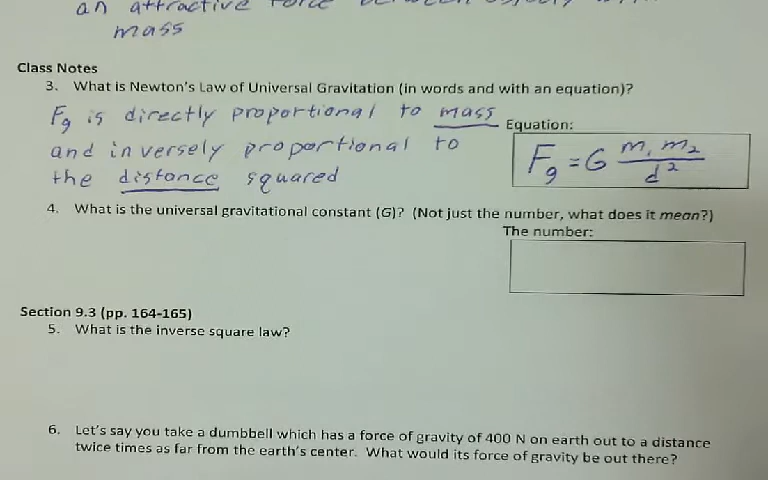 an attractive force between objects with
mass
Class Notes
3. What is Newton's Law of Universal Gravitation (in words and with an equation)?
Fg is directly proportional to mass
and inversely proportional to
the distance squared
Equation:
Fg = G m1 m2 / d²
4. What is the universal gravitational constant (G)? (Not just the number, what does it mean?)
The number:
Section 9.3 (pp. 164-165)
5. What is the inverse square law?
6. Let's say you take a dumbbell which has a force of gravity of 400 N on earth out to a distance
twice times as far from the earth's center. What would its force of gravity be out there?